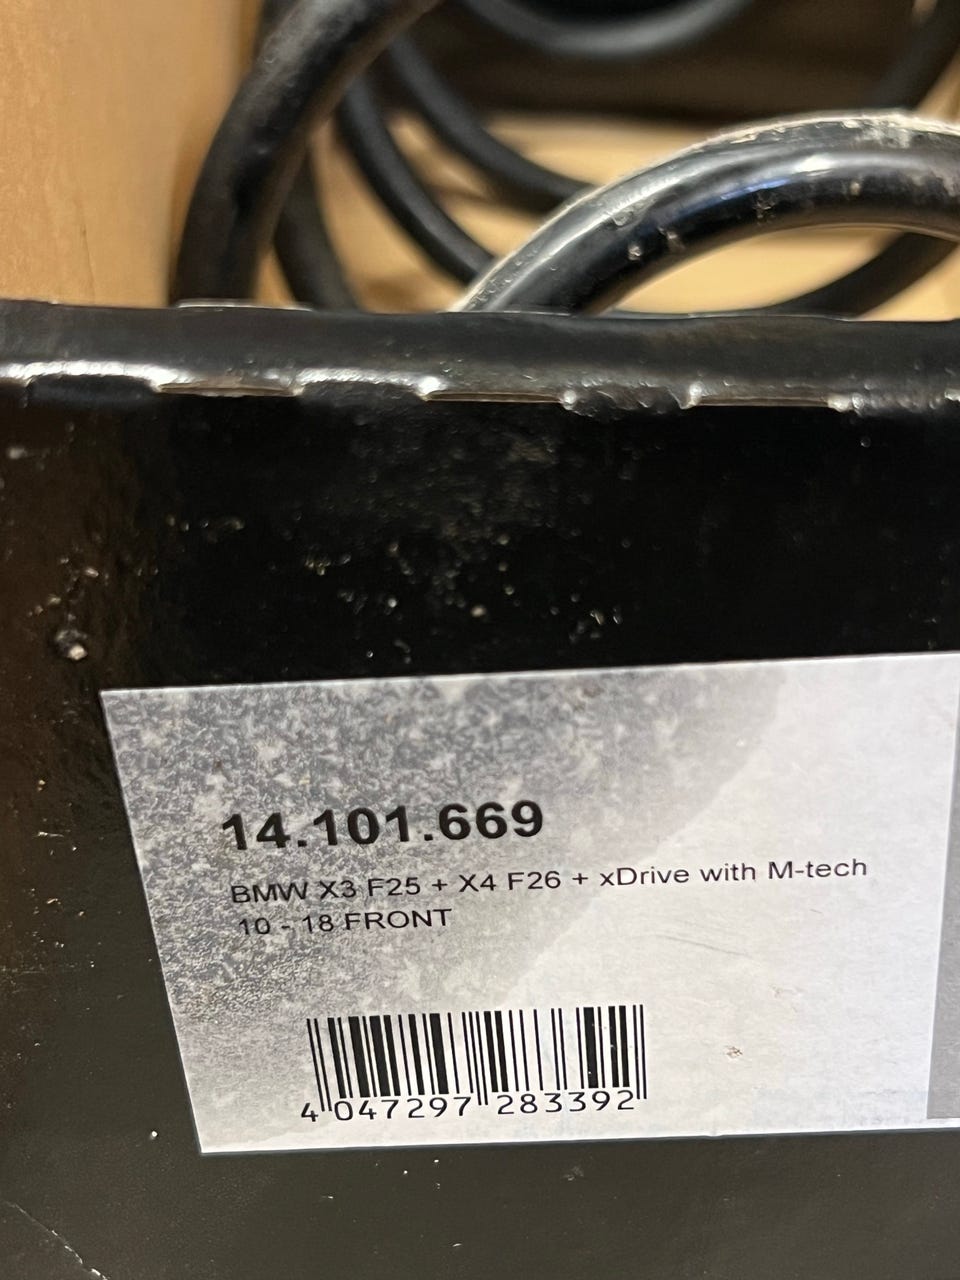 14.101.669
BMW X3 F25 + X4 F26 + xDrive with M-tech
10 - 18 FRONT
4 047297 283392